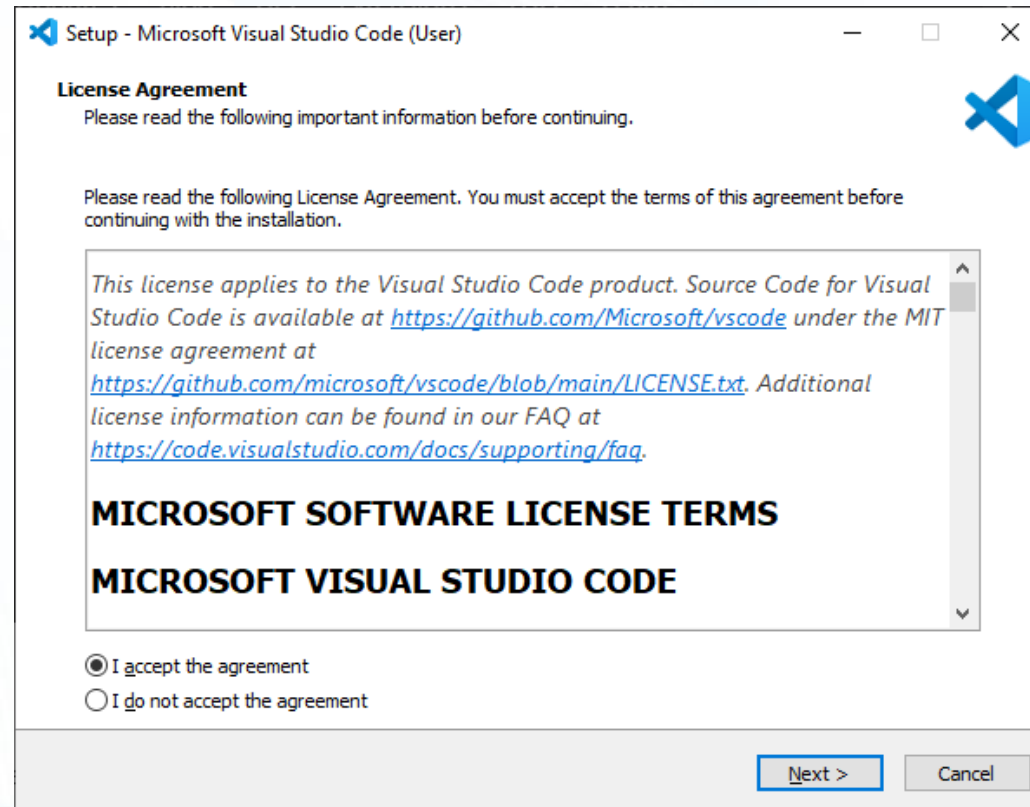 Setup - Microsoft Visual Studio Code (User)
License Agreement
Please read the following important information before continuing.
Please read the following License Agreement. You must accept the terms of this agreement before
continuing with the installation.
This license applies to the Visual Studio Code product. Source Code for Visual
Studio Code is available at https://github.com/Microsoft/vscode under the MIT
license agreement at
https://github.com/microsoft/vscode/blob/main/LICENSE.txt. Additional
license information can be found in our FAQ at
https://code.visualstudio.com/docs/supporting/faq.
MICROSOFT SOFTWARE LICENSE TERMS
MICROSOFT VISUAL STUDIO CODE
I accept the agreement
I do not accept the agreement
Next >
Cancel